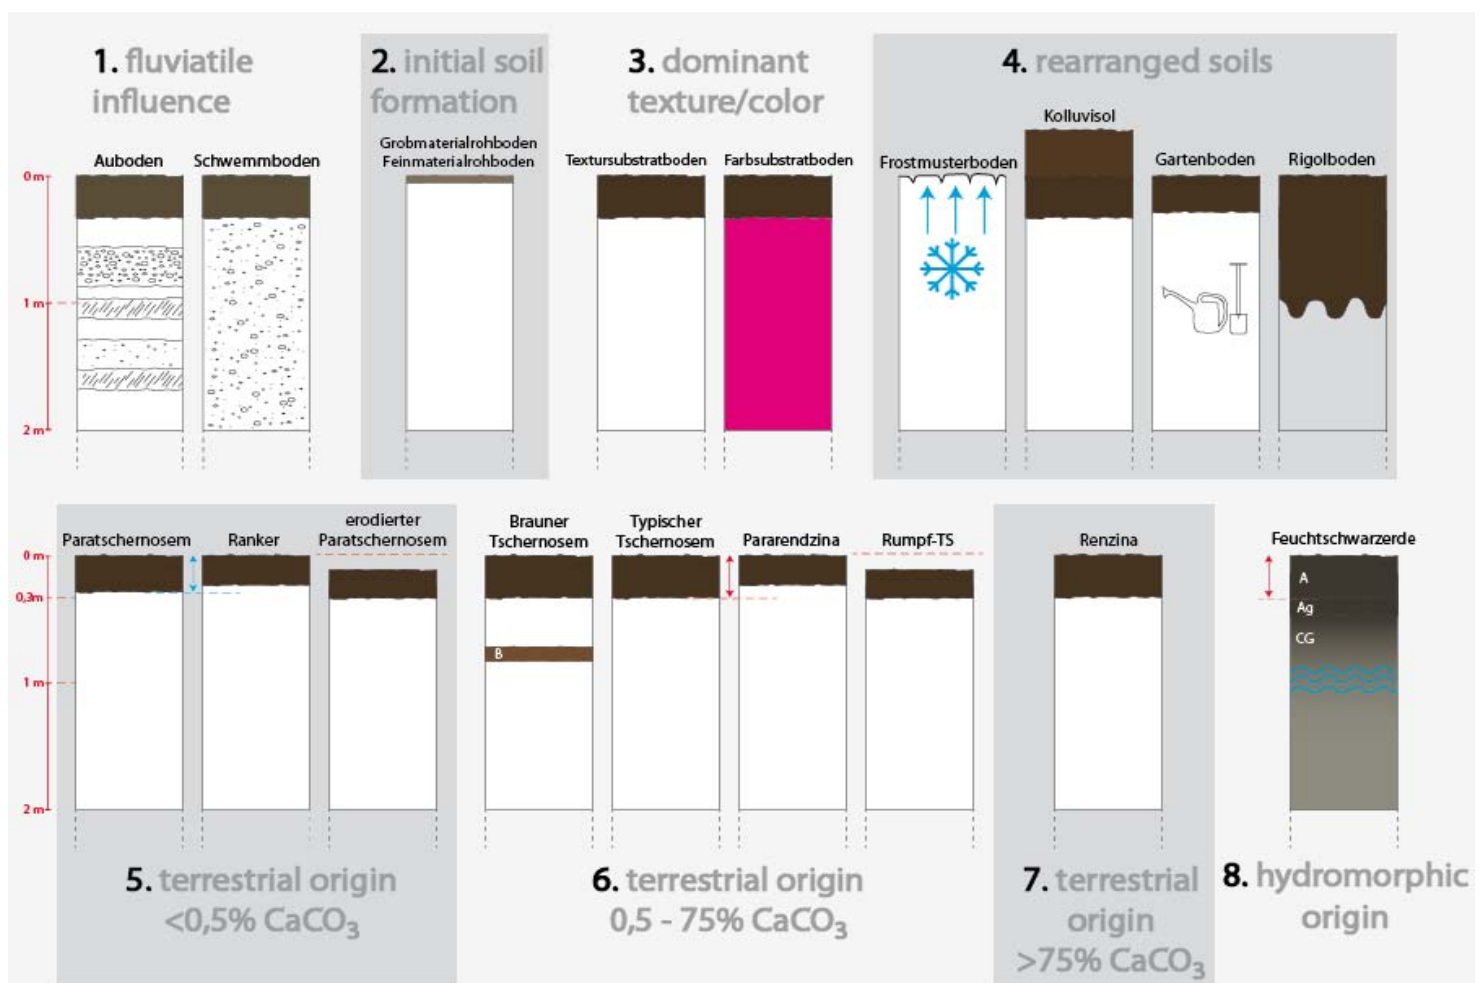 1. fluviatile
influence
2. initial soil
formation
3. dominant
texture/color
4. rearranged soils
Auboden
Schwemmboden
Grobmaterialrohboden
Feinmaterialrohboden
Textursubstratboden
Farbsubstratboden
Frostmusterboden
Kolluvisol
Gartenboden
Rigolboden
0 m
1 m
2 m
Paratschernosem
Ranker
erodierter
Paratschernosem
Brauner
Tschernosem
Typischer
Tschernosem
Pararendzina
Rumpf-TS
Renzina
Feuchtschwarzerde
0 m
0,3m
1 m
2 m
B
A
Ag
CG
5. terrestrial origin
<0,5% CaCO₃
6. terrestrial origin
0,5 - 75% CaCO₃
7. terrestrial
origin
>75% CaCO₃
8. hydromorphic
origin